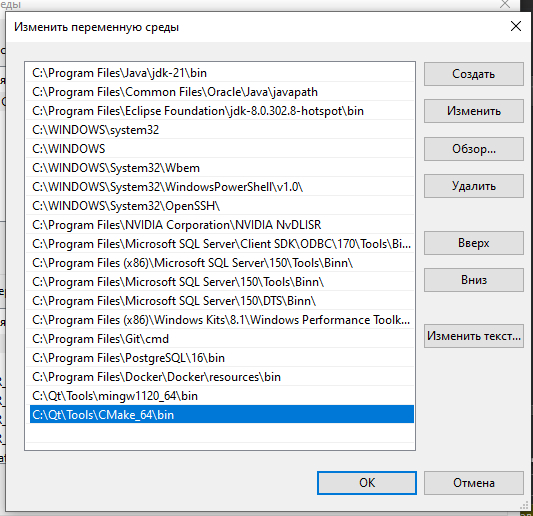 еды
Изменить переменную среды
C:\Program Files\Java\jdk-21\bin
C:\Program Files\Common Files\Oracle\Java\javapath
C:\Program Files\Eclipse Foundation\jdk-8.0.302.8-hotspot\bin
C:\WINDOWS\system32
C:\WINDOWS
C:\WINDOWS\System32\Wbem
C:\WINDOWS\System32\WindowsPowerShell\v1.0\
C:\WINDOWS\System32\OpenSSH\
C:\Program Files\NVIDIA Corporation\NVIDIA NvDLISR
C:\Program Files\Microsoft SQL Server\Client SDK\ODBC\170\Tools\Bi...
C:\Program Files (x86)\Microsoft SQL Server\150\Tools\Binn\
C:\Program Files\Microsoft SQL Server\150\Tools\Binn\
C:\Program Files\Microsoft SQL Server\150\DTS\Binn\
C:\Program Files (x86)\Windows Kits\8.1\Windows Performance Toolk...
C:\Program Files\Git\cmd
C:\Program Files\PostgreSQL\16\bin
C:\Program Files\Docker\Docker\resources\bin
C:\Qt\Tools\mingw1120_64\bin
C:\Qt\Tools\CMake_64\bin
Создать
Изменить
Обзор...
Удалить
Вверх
Вниз
Изменить текст...
OK
Отмена